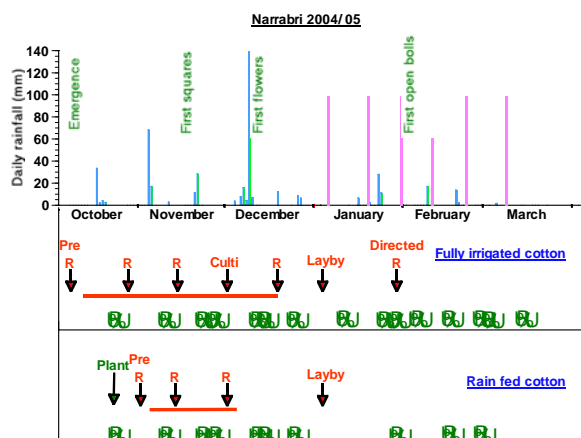 Narrabri 2004/05
Daily rainfall (mm)
140
120
100
80
60
40
20
0
Emergence
First squares
First flowers
First open bolls
October November December January February March
Fully irrigated cotton
Pre
R R R Culti R Layby Directed
R
Rain fed cotton
Plant Pre
R R R Layby